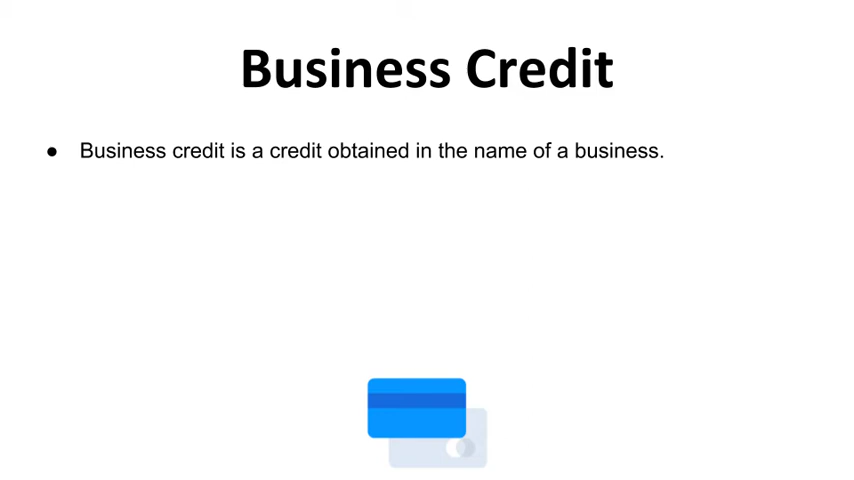 Business Credit
● Business credit is a credit obtained in the name of a business.